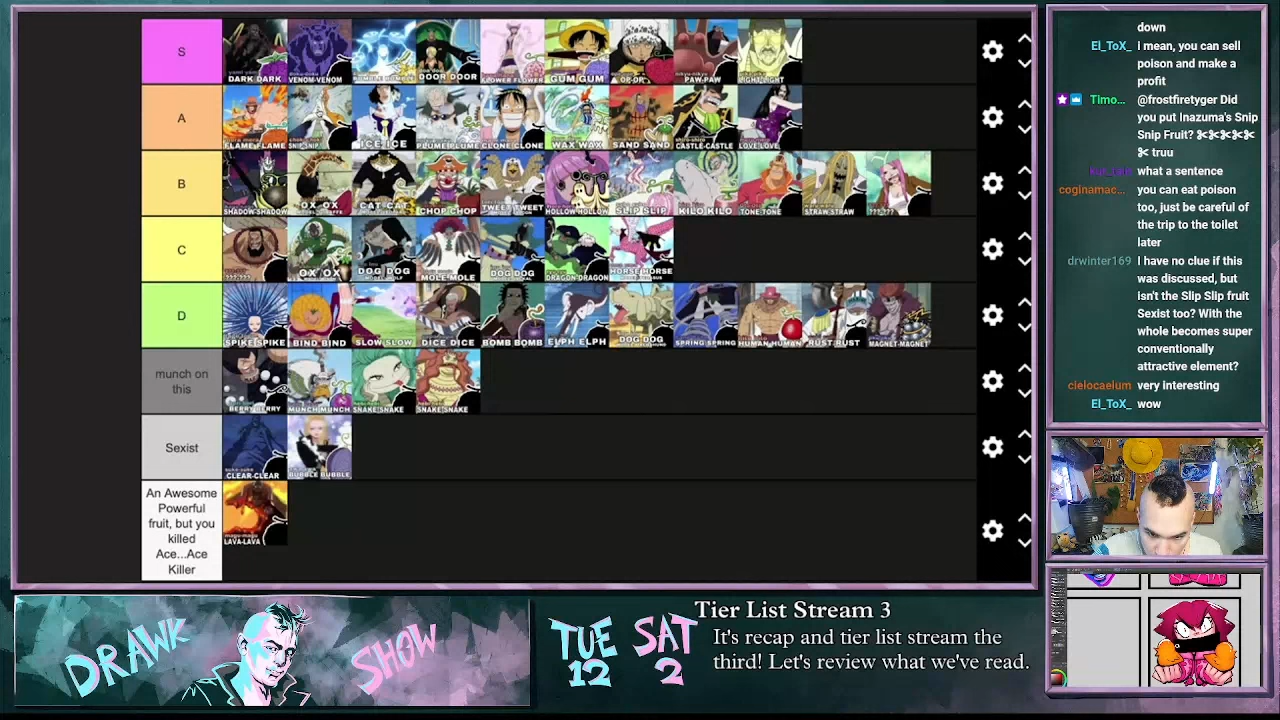 S
DARK DARK
VENOM-VENOM
RUMBLE RUMBLE
DOOR DOOR
FLOWER FLOWER
GUM GUM
OP-OP
PAW-PAW
LIGHT LIGHT
A
FLAME FLAME
SNIP SNIP
ICE ICE
PLUME PLUME
CLONE CLONE
WAX WAX
SAND SAND
CASTLE-CASTLE
LOVE LOVE
B
SHADOW-SHADOW
OX OX
CAT-CAT
CHOP CHOP
TWEET TWEET
HOLLOW HOLLOW
SLIP SLIP
KILO KILO
TONE-TONE
STRAW STRAW
???-???
C
OX OX
DOG DOG
MOLE-MOLE
DOG DOG
DRAGON DRAGON
HORSE HORSE
D
SPIKE SPIKE
BIND BIND
SLOW SLOW
DICE DICE
BOMB BOMB
ELPH ELPH
DOG DOG
SPRING SPRING
HUMAN HUMAN
RUST RUST
MAGNET-MAGNET
munch on
this
BERRY BERRY
MUNCH MUNCH
SNAKE SNAKE
SNAKE SNAKE
Sexist
CLEAR-CLEAR
BUBBLE BUBBLE
An Awesome
Powerful
fruit, but you
killed
Ace...Ace
Killer
LAVA-LAVA
down
El_ToX_ I mean, you can sell
poison and make a
profit
Timo... @frostfiretyger Did
you put Inazuma's Snip
Snip Fruit? ✂✂✂✂✂
✂ truu
what a sentence
coginamac... you can eat poison
too, just be careful of
the trip to the toilet
later
drwinter169 I have no clue if this
was discussed, but
isn't the Slip Slip fruit
Sexist too? With the
whole becomes super
conventionally
attractive element?
cielocaelum very interesting
El_ToX_ wow
DRAWK SHOW
TUE SAT
12 2
Tier List Stream 3
It's recap and tier list stream the
third! Let's review what we've read.